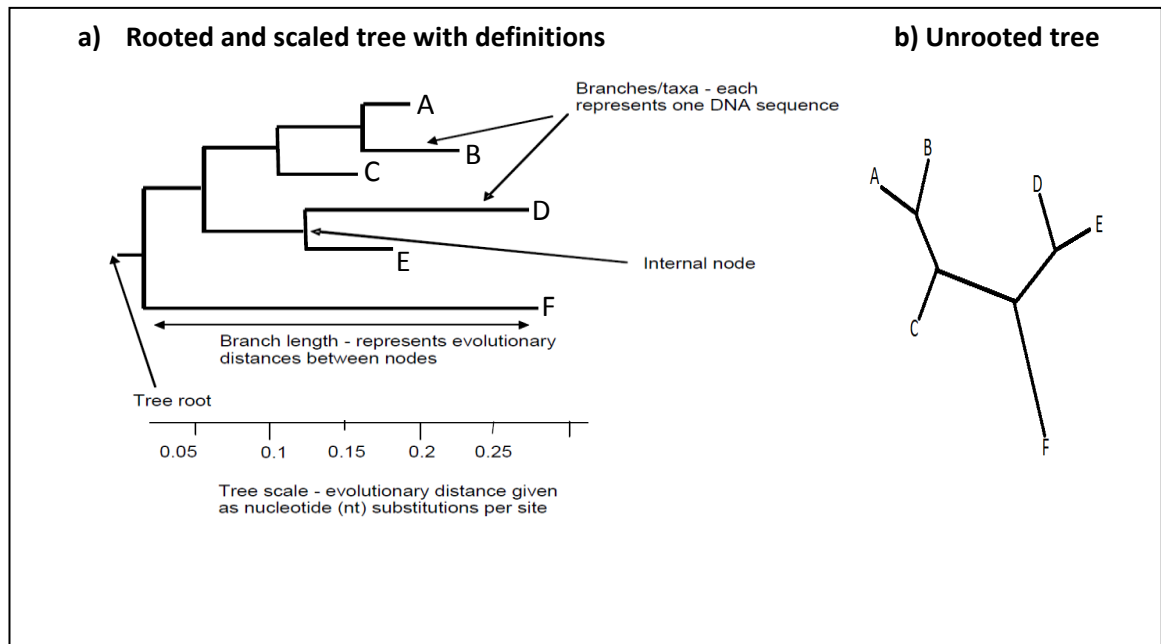 a) Rooted and scaled tree with definitions
b) Unrooted tree
Branches/taxa - each
represents one DNA sequence
A
B
C
D
E
F
Internal node
Branch length - represents evolutionary
distances between nodes
Tree root
0.05 0.1 0.15 0.2 0.25
Tree scale - evolutionary distance given
as nucleotide (nt) substitutions per site
B
A
D
E
C
F